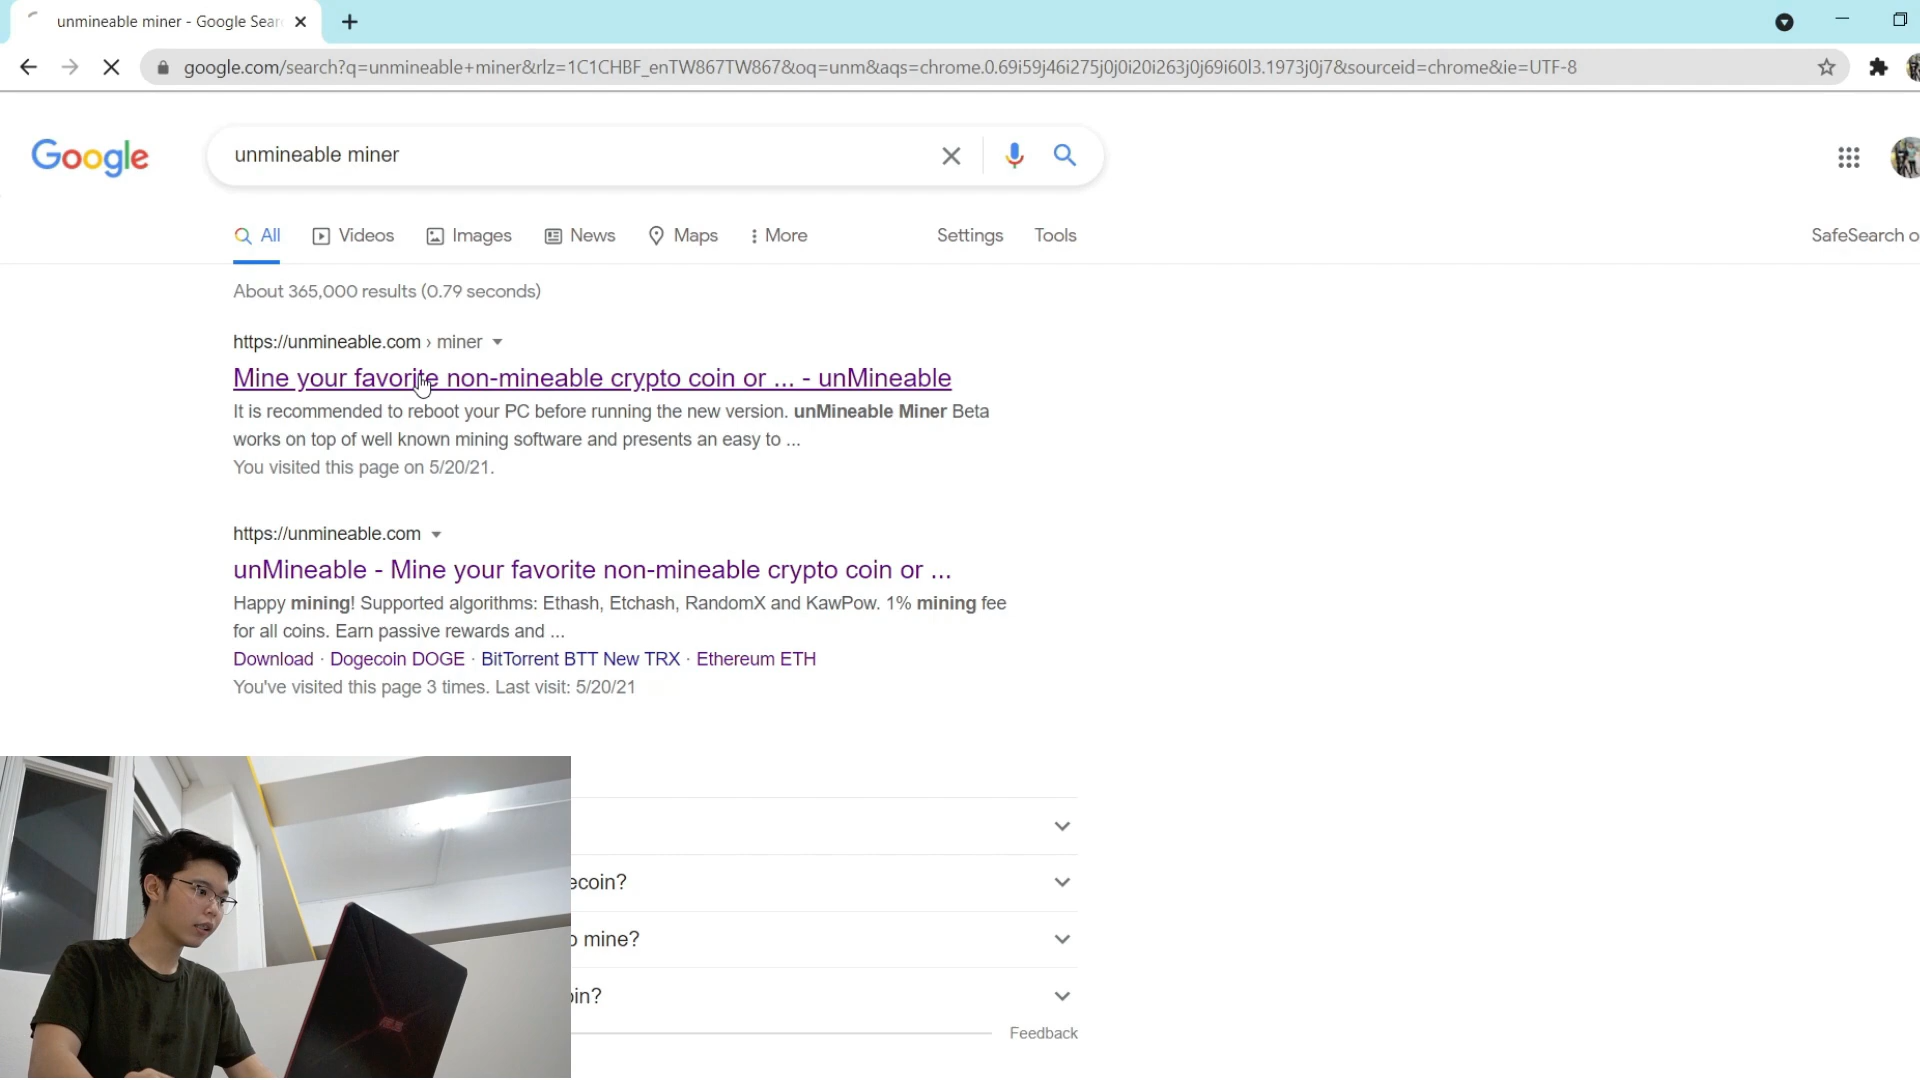 unmineable miner - Google Sear
google.com/search?q=unmineable+miner&rlz=1C1CHBF_enTW867TW867&oq=unm&aqs=chrome.0.69i59j46i275j0j0i20i263j0j69i60l3.1973j0j7&sourceid=chrome&ie=UTF-8
Google
unmineable miner
All Videos Images News Maps More Settings Tools SafeSearch o
About 365,000 results (0.79 seconds)
https://unmineable.com › miner
Mine your favorite non-mineable crypto coin or ... - unMineable
It is recommended to reboot your PC before running the new version. unMineable Miner Beta
works on top of well known mining software and presents an easy to ...
You visited this page on 5/20/21.
https://unmineable.com
unMineable - Mine your favorite non-mineable crypto coin or ...
Happy mining! Supported algorithms: Ethash, Etchash, RandomX and KawPow. 1% mining fee
for all coins. Earn passive rewards and ...
Download · Dogecoin DOGE · BitTorrent BTT New TRX · Ethereum ETH
You've visited this page 3 times. Last visit: 5/20/21
ecoin?
o mine?
oin?
Feedback